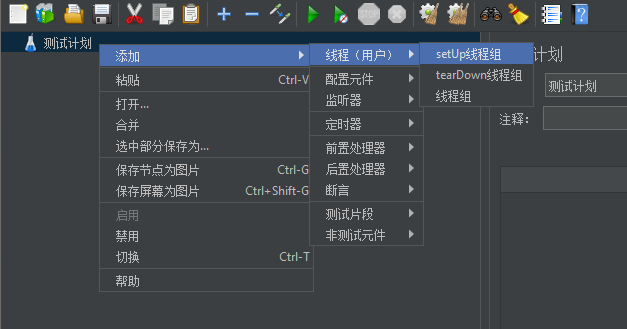 测试计划
添加
粘贴 Ctrl-V
打开...
合并
选中部分保存为...
保存节点为图片 Ctrl-G
保存屏幕为图片 Ctrl+Shift-G
启用
禁用
切换 Ctrl-T
帮助
线程（用户）
配置元件
监听器
定时器
前置处理器
后置处理器
断言
测试片段
非测试元件
setUp线程组
tearDown线程组
线程组
计划
测试计划
注释：